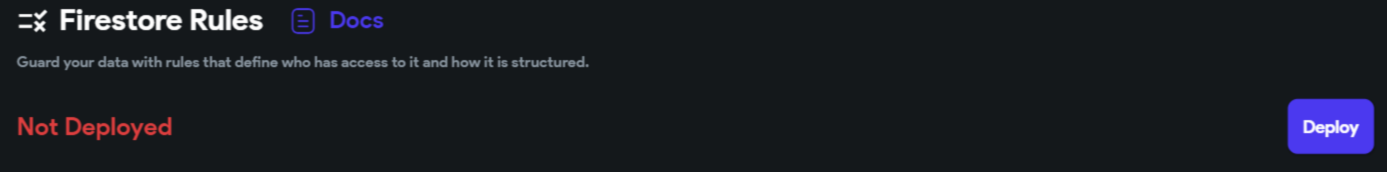 Firestore Rules Docs
Guard your data with rules that define who has access to it and how it is structured.
Not Deployed Deploy